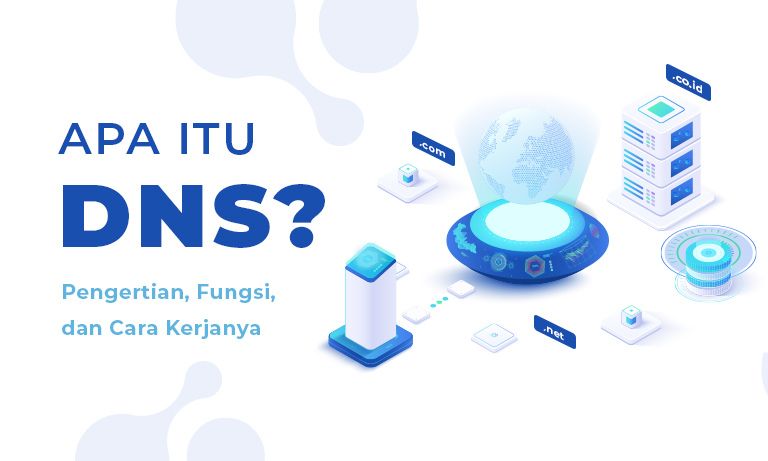 APA ITU
DNS?
Pengertian, Fungsi,
dan Cara Kerjanya
.com
.co.id
.net